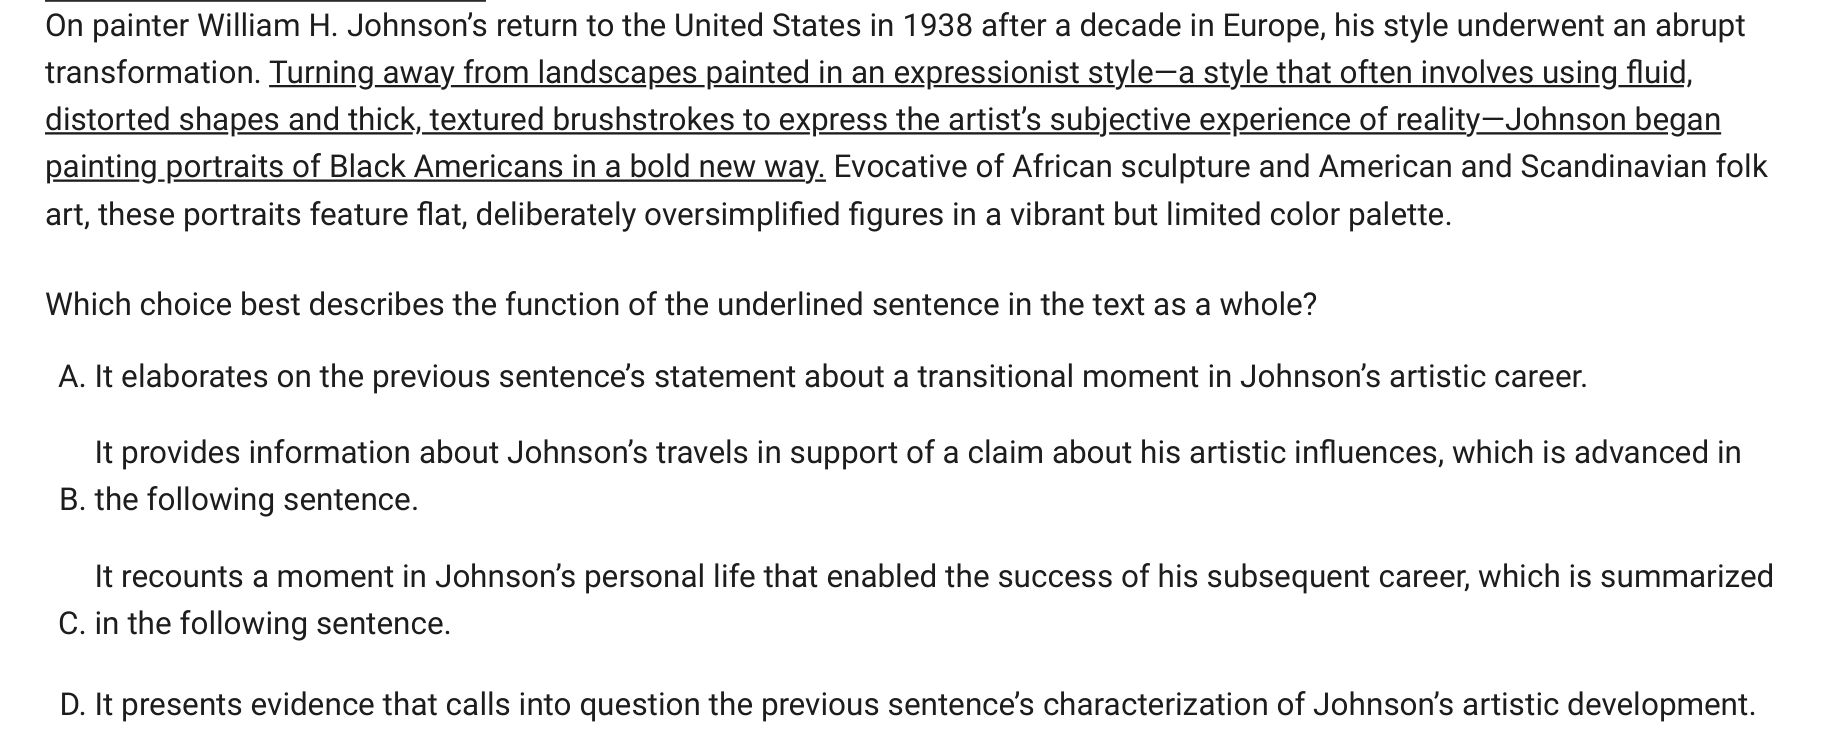 On painter William H. Johnson’s return to the United States in 1938 after a decade in Europe, his style underwent an abrupt
transformation. Turning away from landscapes painted in an expressionist style—a style that often involves using fluid,
distorted shapes and thick, textured brushstrokes to express the artist’s subjective experience of reality—Johnson began
painting portraits of Black Americans in a bold new way. Evocative of African sculpture and American and Scandinavian folk
art, these portraits feature flat, deliberately oversimplified figures in a vibrant but limited color palette.
Which choice best describes the function of the underlined sentence in the text as a whole?
A. It elaborates on the previous sentence’s statement about a transitional moment in Johnson’s artistic career.
It provides information about Johnson’s travels in support of a claim about his artistic influences, which is advanced in
B. the following sentence.
It recounts a moment in Johnson’s personal life that enabled the success of his subsequent career, which is summarized
C. in the following sentence.
D. It presents evidence that calls into question the previous sentence’s characterization of Johnson’s artistic development.